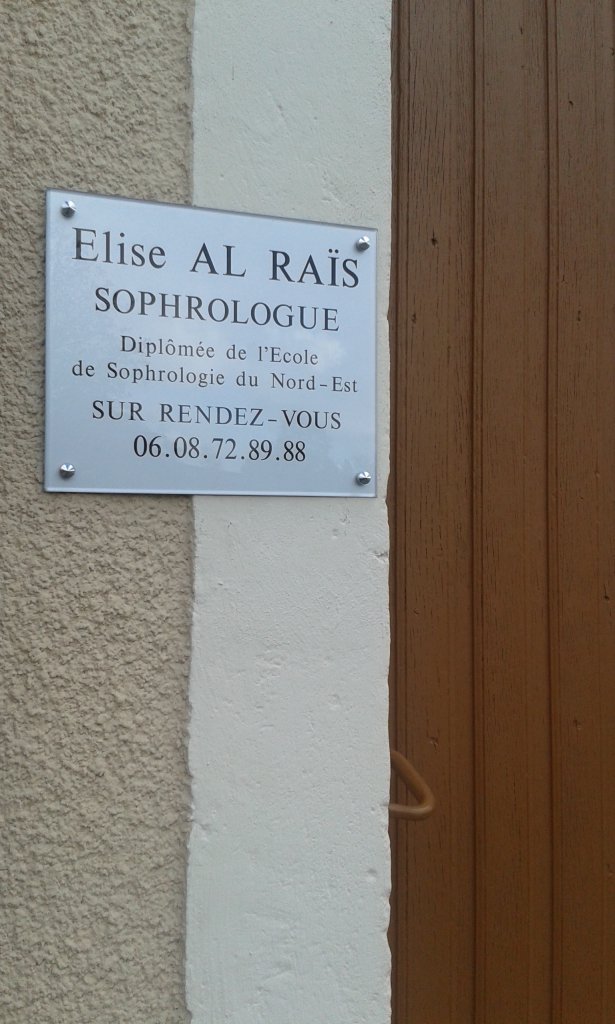 Elise AL RAÏS
SOPHROLOGUE
Diplômée de l'Ecole
de Sophrologie du Nord-Est
SUR RENDEZ-VOUS
06.08.72.89.88